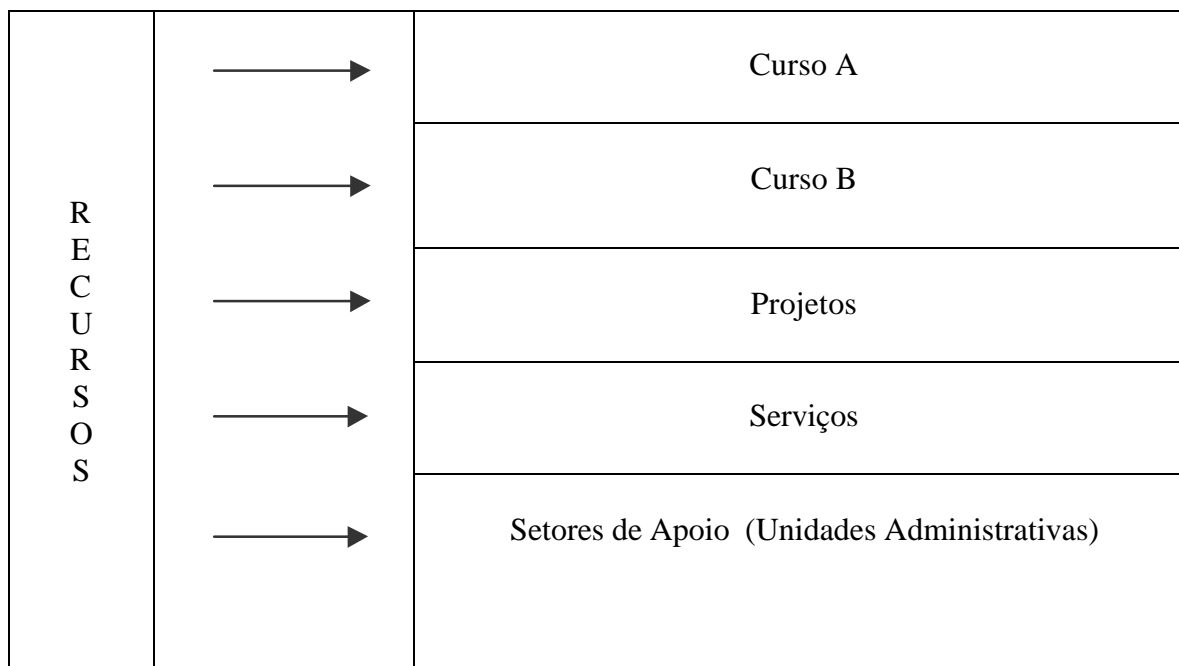 R
E
C
U
R
S
O
S
Curso A
Curso B
Projetos
Serviços
Setores de Apoio (Unidades Administrativas)